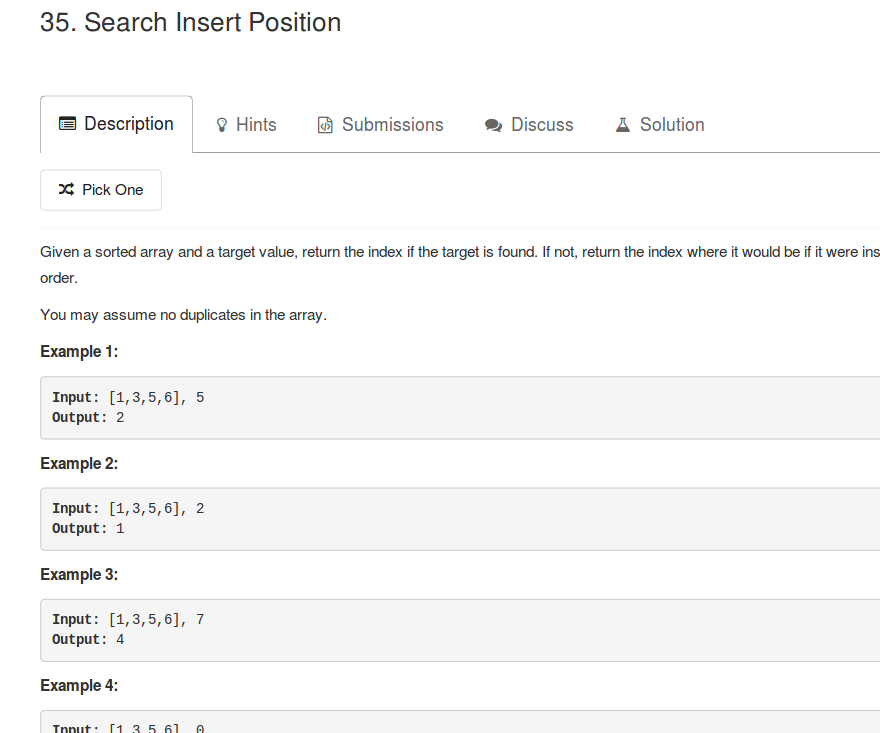 35. Search Insert Position
Description Hints Submissions Discuss Solution
Pick One
Given a sorted array and a target value, return the index if the target is found. If not, return the index where it would be if it were ins
order.
You may assume no duplicates in the array.
Example 1:
Input: [1,3,5,6], 5
Output: 2
Example 2:
Input: [1,3,5,6], 2
Output: 1
Example 3:
Input: [1,3,5,6], 7
Output: 4
Example 4:
Input: [1,3,5,6], 0